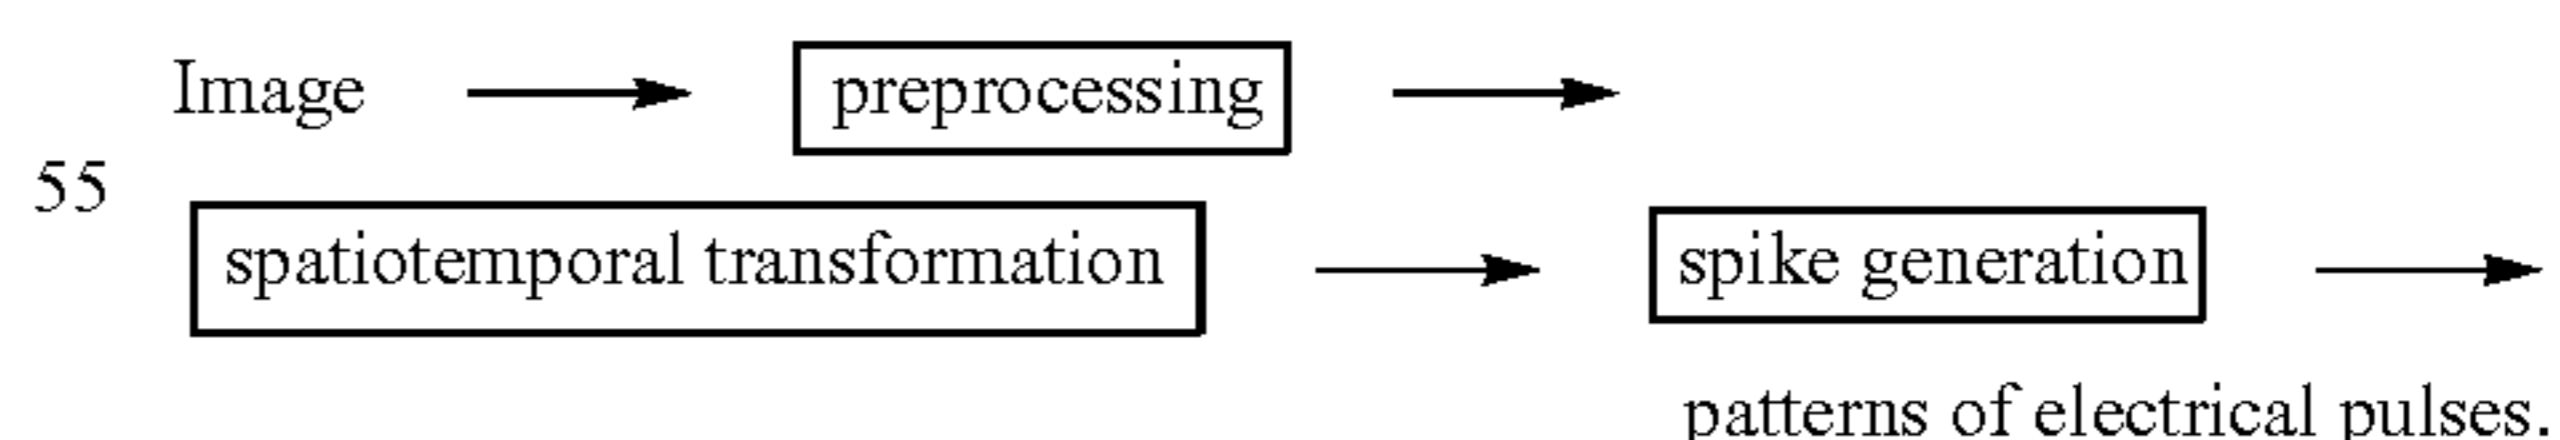 Image preprocessing
55
spatiotemporal transformation spike generation
patterns of electrical pulses.